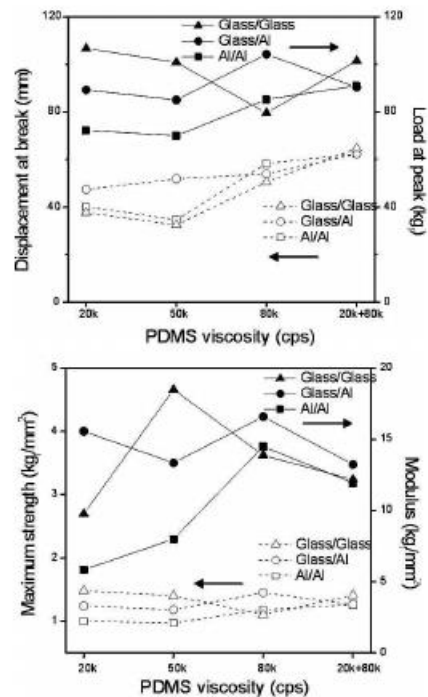 120
80
40
0
Displacement at break (mm)
Glass/Glass
Glass/Al
Al/Al
Glass/Glass
Glass/Al
Al/Al
120
80
40
0
Load at peak (kgf)
20k
50k
80k
20k+80k
PDMS viscosity (cps)
5
4
3
2
1
Maximum strength (kg/mm²)
Glass/Glass
Glass/Al
Al/Al
Glass/Glass
Glass/Al
Al/Al
20
15
10
5
0
Modulus (kg/mm²)
20k
50k
80k
20k+80k
PDMS viscosity (cps)